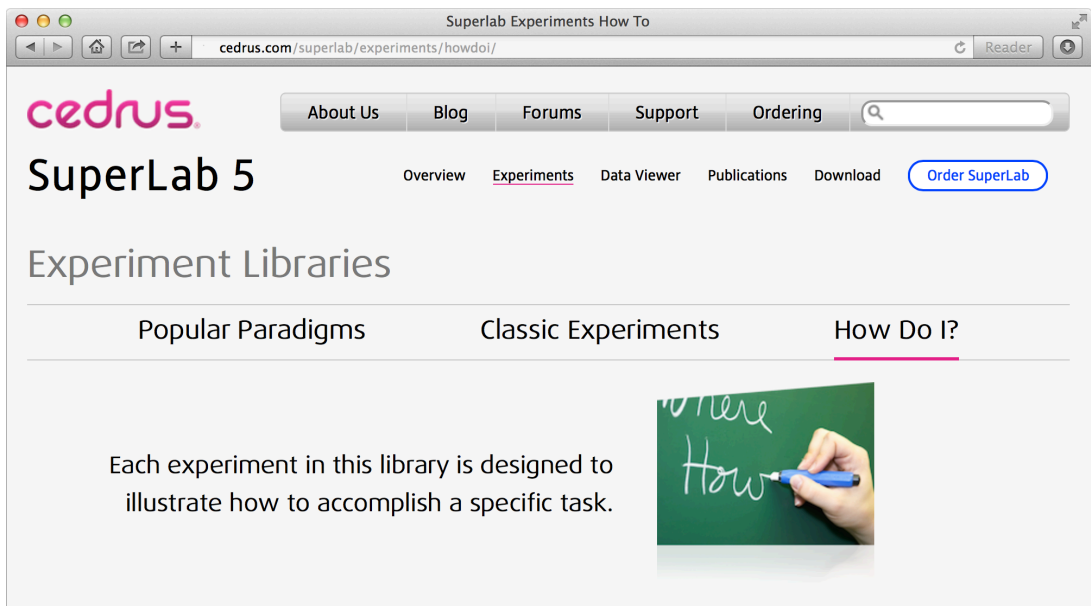 Superlab Experiments How To
cedrus.com/superlab/experiments/howdoi/
Reader
cedrus.
About Us Blog Forums Support Ordering
SuperLab 5
Overview Experiments Data Viewer Publications Download Order SuperLab
Experiment Libraries
Popular Paradigms Classic Experiments How Do I?
Each experiment in this library is designed to
illustrate how to accomplish a specific task.
Where
How